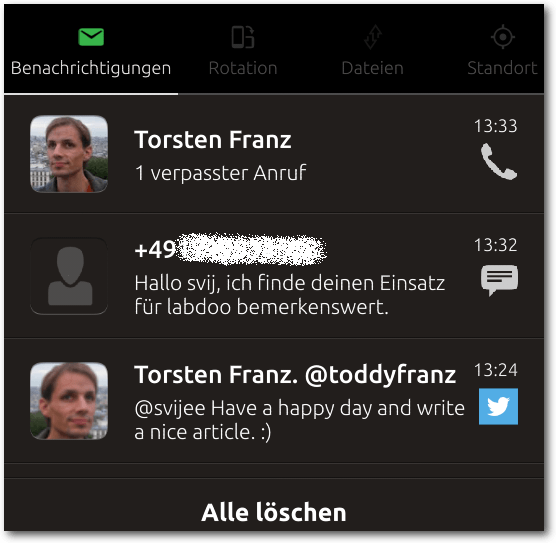 Benachrichtigungen Rotation Dateien Standort
Torsten Franz 13:33
1 verpasster Anruf
+49 13:32
Hallo svij, ich finde deinen Einsatz
für labdoo bemerkenswert.
Torsten Franz. @toddyfranz 13:24
@svijee Have a happy day and write
a nice article. :)
Alle löschen